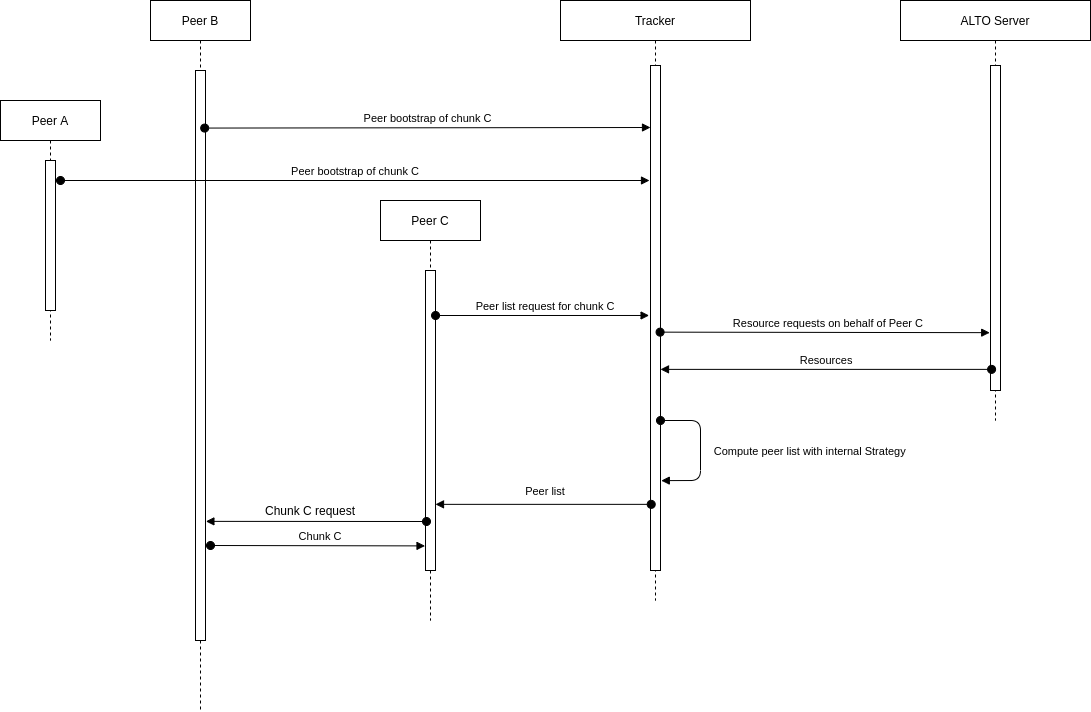 Peer B
Tracker
ALTO Server
Peer A
Peer bootstrap of chunk C
Peer bootstrap of chunk C
Peer C
Peer list request for chunk C
Resource requests on behalf of Peer C
Resources
Compute peer list with internal Strategy
Peer list
Chunk C request
Chunk C